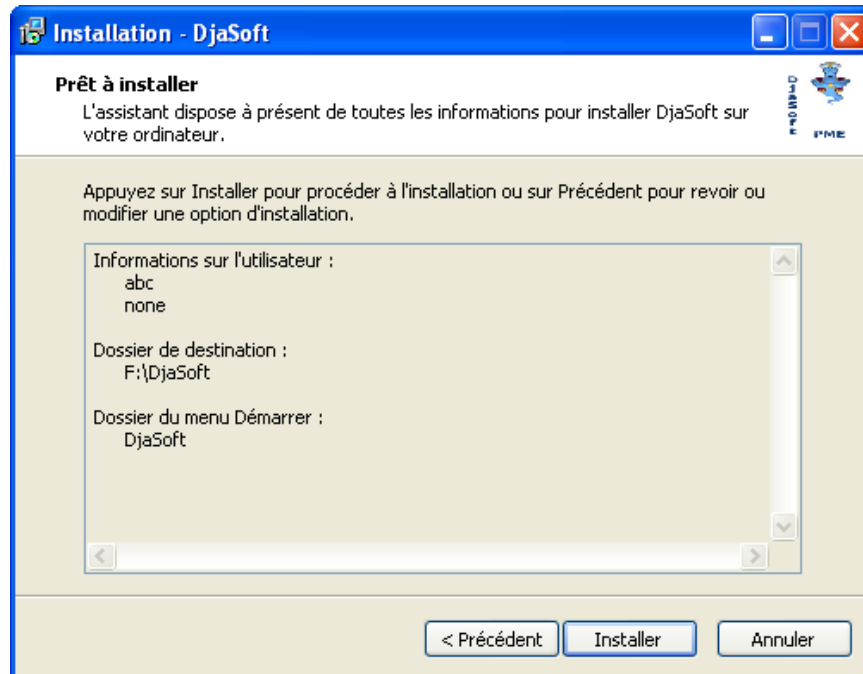 Installation - DjaSoft
Prêt à installer
L'assistant dispose à présent de toutes les informations pour installer DjaSoft sur
votre ordinateur.
DjaSoft
PME
Appuyez sur Installer pour procéder à l'installation ou sur Précédent pour revoir ou
modifier une option d'installation.
Informations sur l'utilisateur :
abc
none
Dossier de destination :
F:\DjaSoft
Dossier du menu Démarrer :
DjaSoft
< Précédent
Installer
Annuler